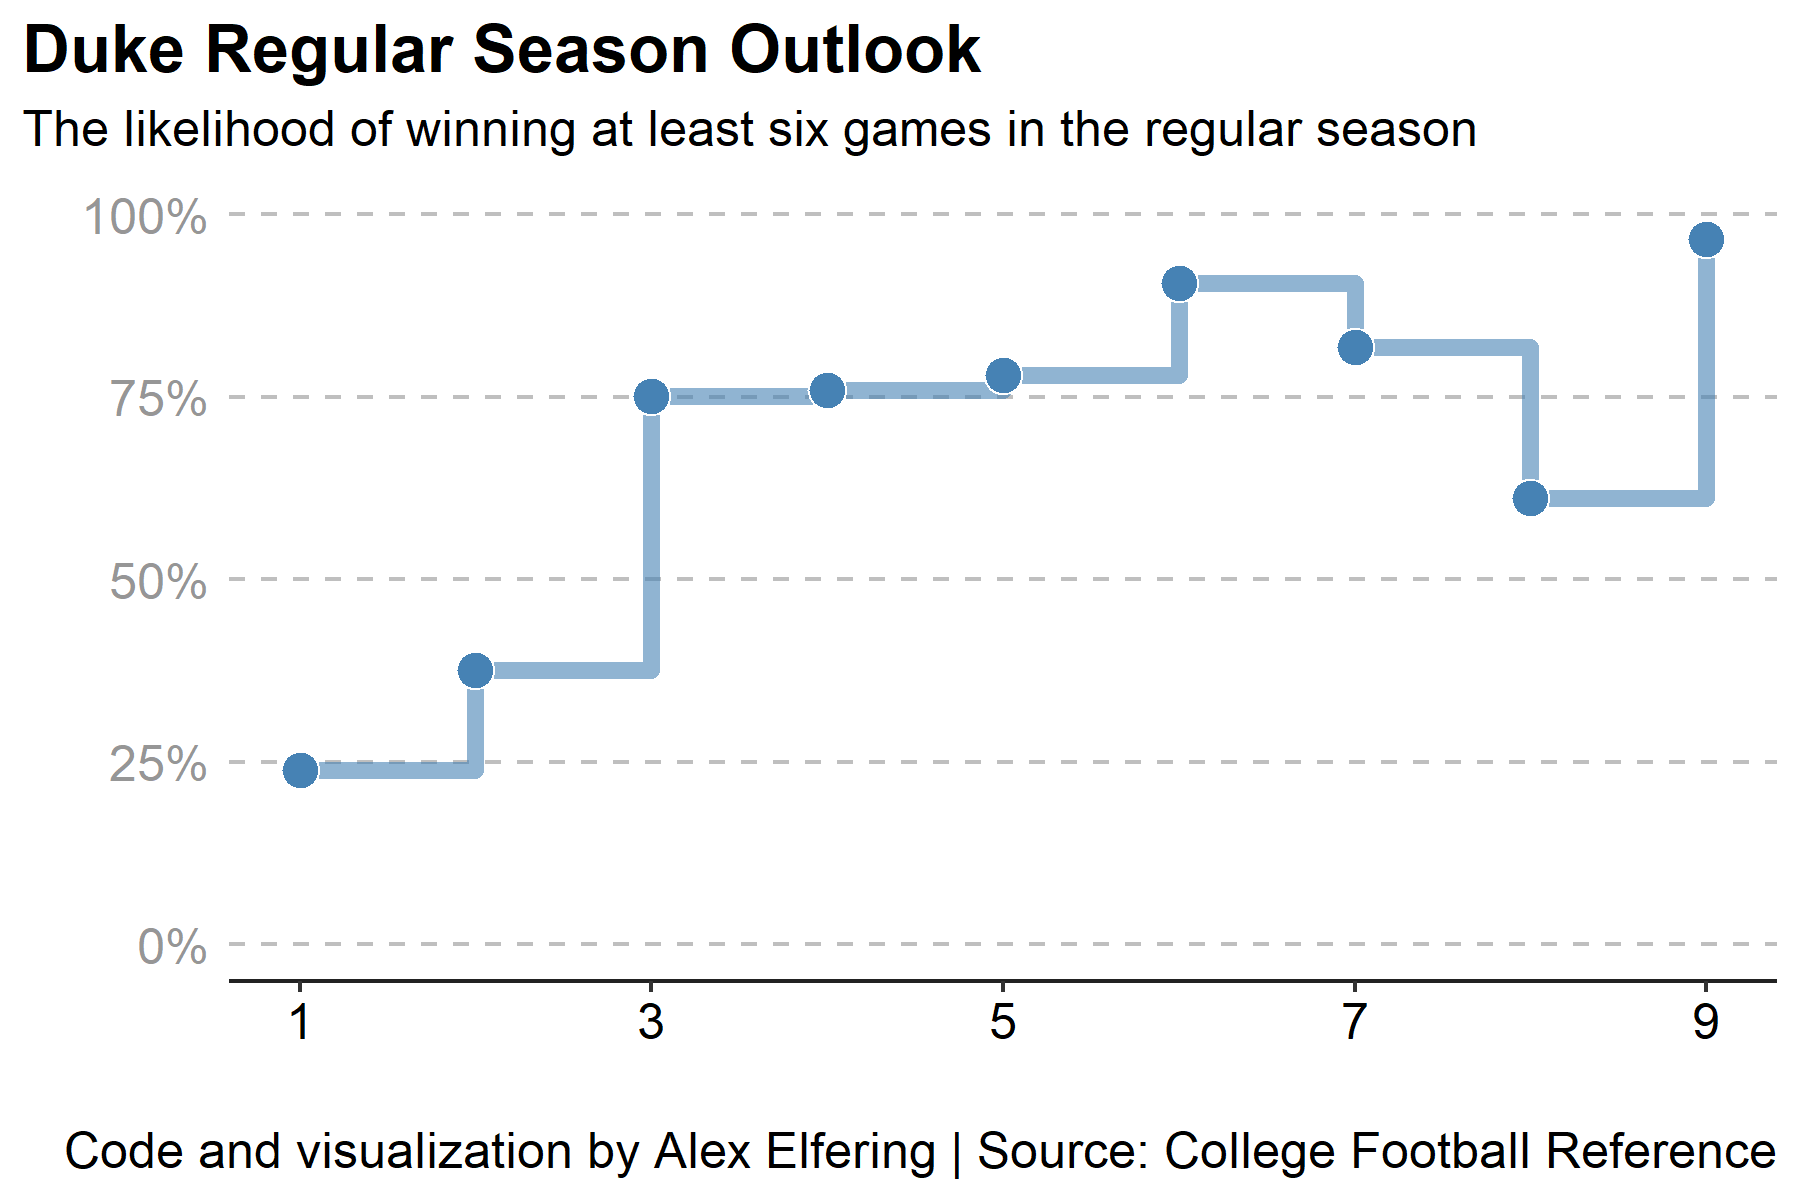 Duke Regular Season Outlook
The likelihood of winning at least six games in the regular season
100%
75%
50%
25%
0%
1 3 5 7 9
Code and visualization by Alex Elfering | Source: College Football Reference